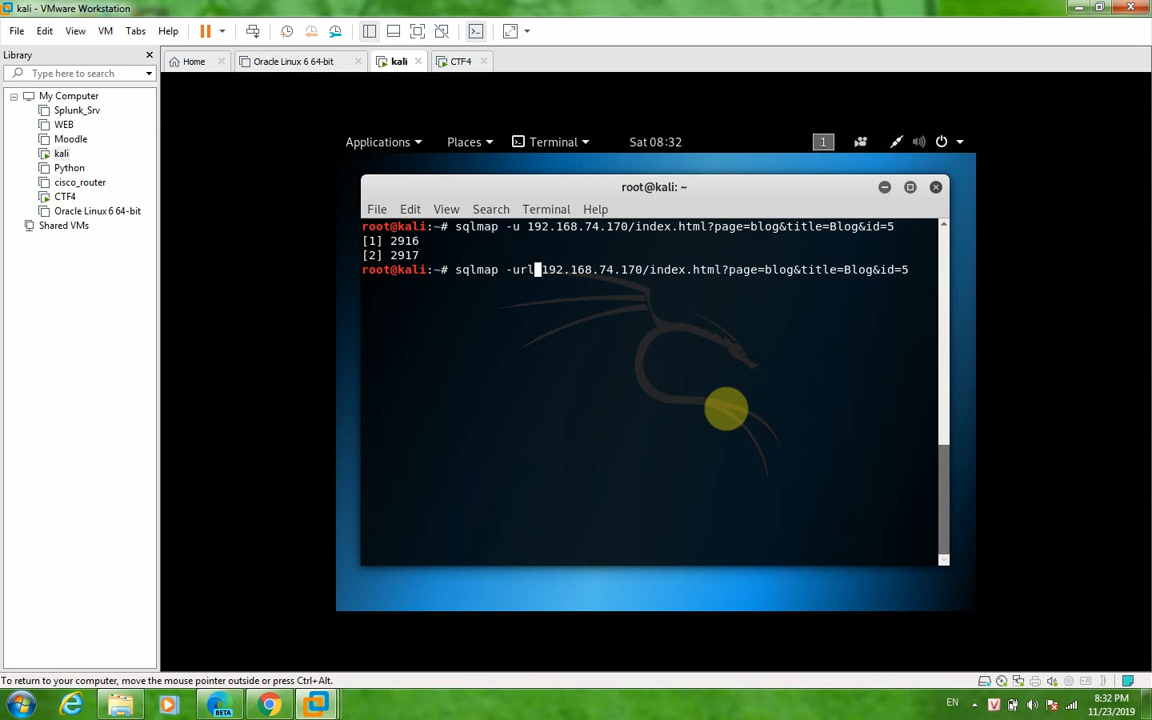 kali - VMware Workstation
File Edit View VM Tabs Help
Library
Type here to search
Home Oracle Linux 6 64-bit kali CTF4
My Computer
Splunk_Srv
WEB
Moodle
kali
Python
cisco_router
CTF4
Oracle Linux 6 64-bit
Shared VMs
Applications Places Terminal Sat 08:32 1
root@kali: ~
File Edit View Search Terminal Help
root@kali:~# sqlmap -u 192.168.74.170/index.html?page=blog&title=Blog&id=5
[1] 2916
[2] 2917
root@kali:~# sqlmap -url 192.168.74.170/index.html?page=blog&title=Blog&id=5
To return to your computer, move the mouse pointer outside or press Ctrl+Alt.
BETA
EN
V
8:32 PM
11/23/2019